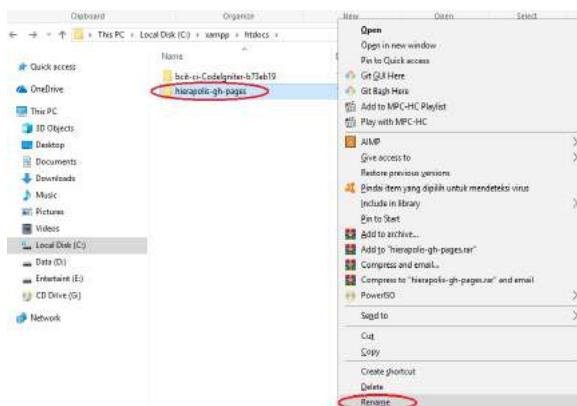 Clipboard
Organize
New
Open
Select
This PC › Local Disk (C:) › xampp › htdocs ›
Name
Quick access
OneDrive
This PC
3D Objects
Desktop
Documents
Downloads
Music
Pictures
Videos
Local Disk (C:)
Data (D:)
Entertaint (E:)
CD Drive (G:)
Network
bcit-ci-CodeIgniter-b73eb19
hierapolis-gh-pages
Open
Open in new window
Pin to Quick access
Git GUI Here
Git Bash Here
Add to MPC-HC Playlist
Play with MPC-HC
AIMP
Give access to
Restore previous versions
Pindai item yang dipilih untuk mendeteksi virus
Include in library
Pin to Start
Add to archive...
Add to "hierapolis-gh-pages.rar"
Compress and email...
Compress to "hierapolis-gh-pages.rar" and email
PowerISO
Send to
Cut
Copy
Create shortcut
Delete
Rename